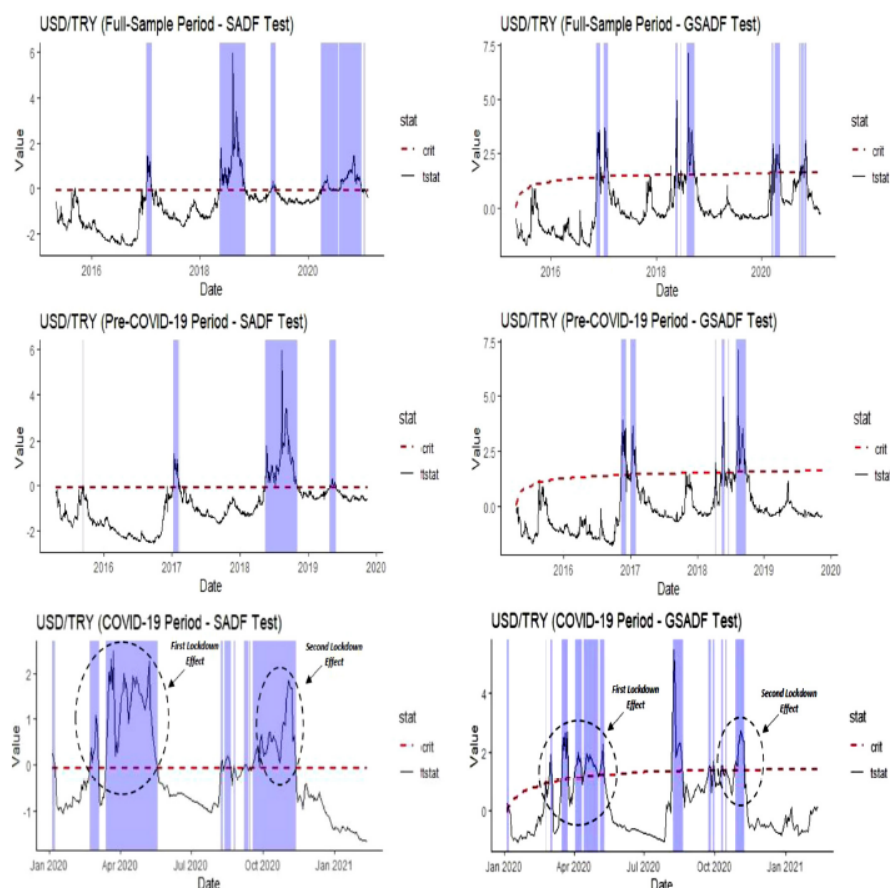 USD/TRY (Full-Sample Period - SADF Test)
6
4
2
0
-2
Value
2016
2018
2020
Date
stat
crit
tstat
USD/TRY (Full-Sample Period - GSADF Test)
7.5
5.0
2.5
0.0
Value
2016
2018
2020
Date
stat
crit
tstat
USD/TRY (Pre-COVID-19 Period - SADF Test)
6
4
2
0
-2
Value
2016
2017
2018
2019
2020
Date
stat
crit
tstat
USD/TRY (Pre-COVID-19 Period - GSADF Test)
7.5
5.0
2.5
0.0
Value
2016
2017
2018
2019
2020
Date
stat
crit
tstat
USD/TRY (COVID-19 Period - SADF Test)
2
1
0
-1
Value
First Lockdown
Effect
Second Lockdown
Effect
Jan 2020
Apr 2020
Jul 2020
Oct 2020
Jan 2021
Date
stat
crit
tstat
USD/TRY (COVID-19 Period - GSADF Test)
4
2
0
Value
First Lockdown
Effect
Second Lockdown
Effect
Jan 2020
Apr 2020
Jul 2020
Oct 2020
Jan 2021
Date
stat
crit
tstat